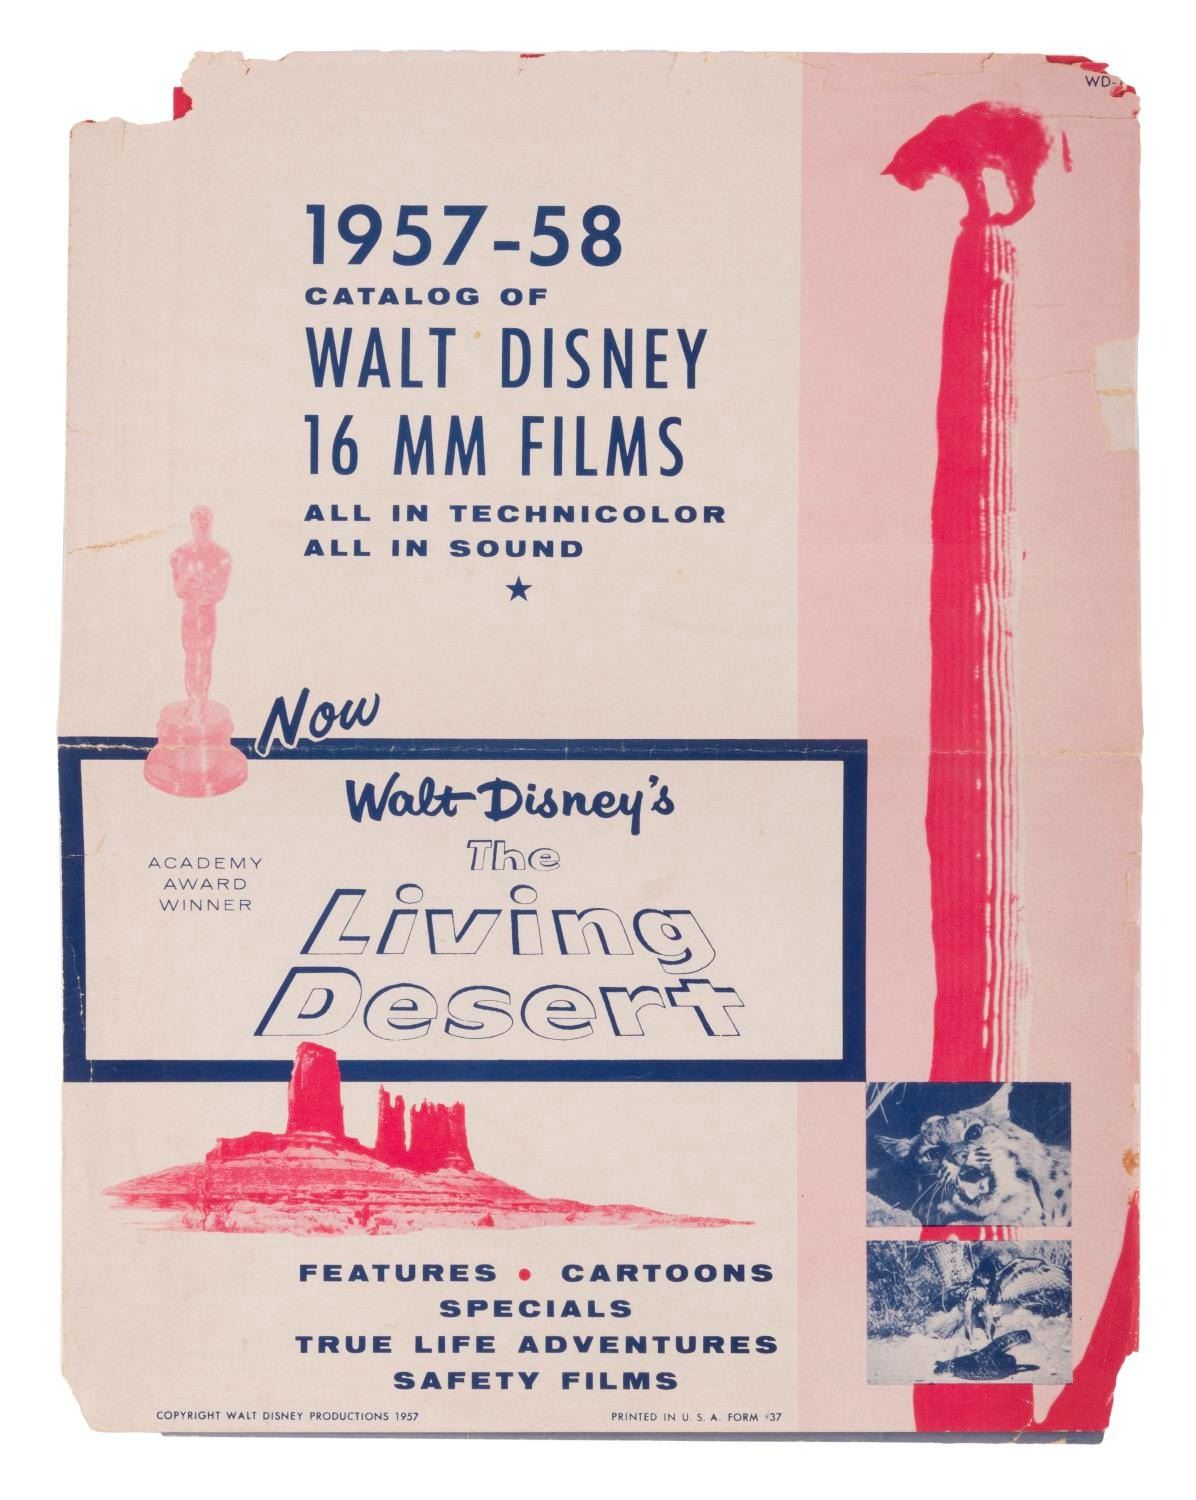 WD-
1957-58
CATALOG OF
WALT DISNEY
16 MM FILMS
ALL IN TECHNICOLOR
ALL IN SOUND
Now
Walt Disney's
The
Living
Desert
ACADEMY
AWARD
WINNER
FEATURES • CARTOONS
SPECIALS
TRUE LIFE ADVENTURES
SAFETY FILMS
COPYRIGHT WALT DISNEY PRODUCTIONS 1957
PRINTED IN U. S. A. FORM #37